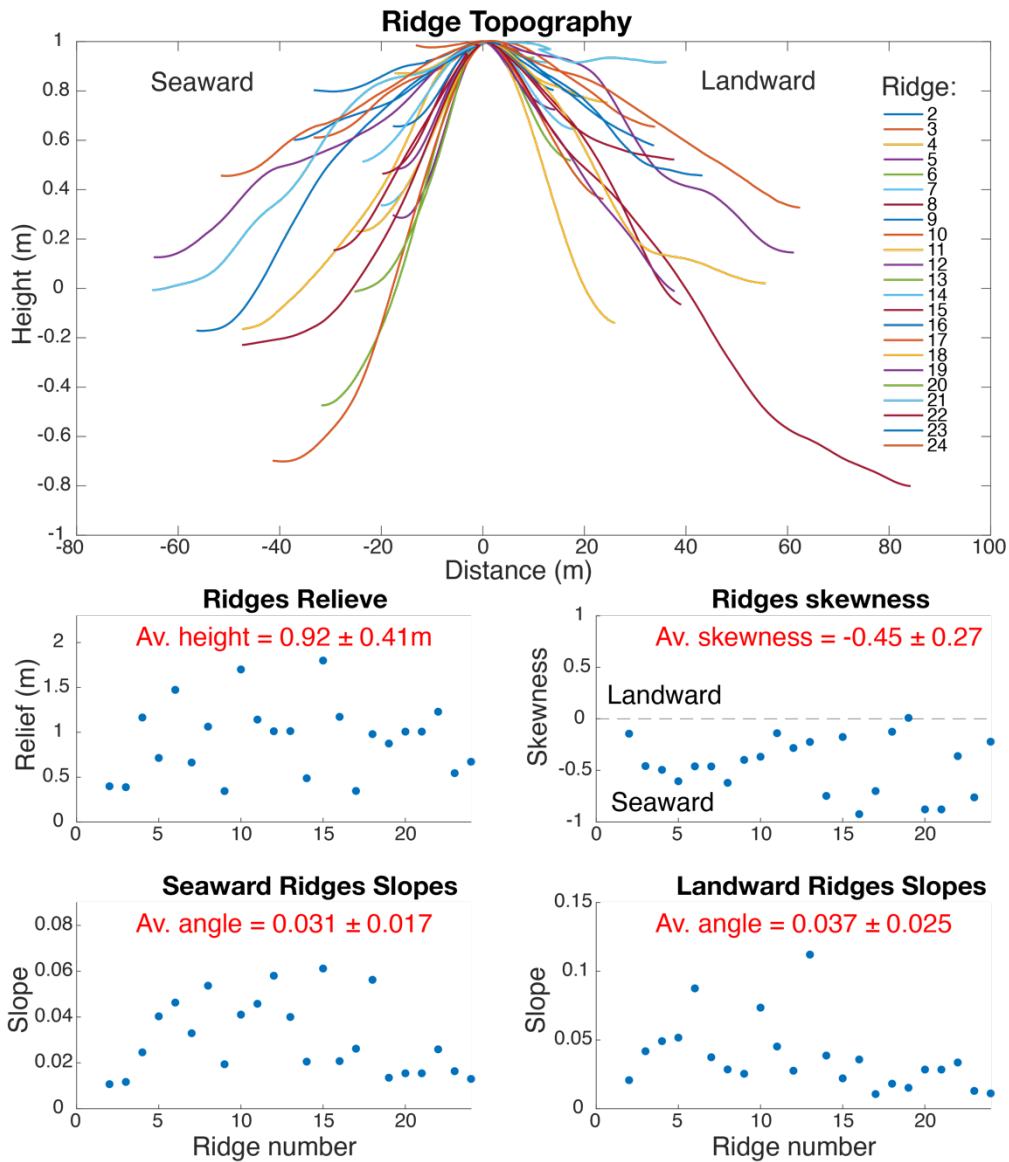 Ridge Topography
1
0.8
0.6
0.4
0.2
0
-0.2
-0.4
-0.6
-0.8
-1
Height (m)
Seaward
Landward
Ridge:
2
3
4
5
6
7
8
9
10
11
12
13
14
15
16
17
18
19
20
21
22
23
24
-80 -60 -40 -20 0 20 40 60 80 100
Distance (m)
Ridges Relieve
Av. height = 0.92 ± 0.41m
2
1.5
1
0.5
0
Relief (m)
5 10 15 20
Ridges skewness
Av. skewness = -0.45 ± 0.27
1
0.5
0
-0.5
-1
Skewness
Landward
Seaward
0 5 10 15 20
Seaward Ridges Slopes
Av. angle = 0.031 ± 0.017
0.08
0.06
0.04
0.02
0
Slope
0 5 10 15 20
Ridge number
Landward Ridges Slopes
Av. angle = 0.037 ± 0.025
0.15
0.1
0.05
0
Slope
0 5 10 15 20
Ridge number